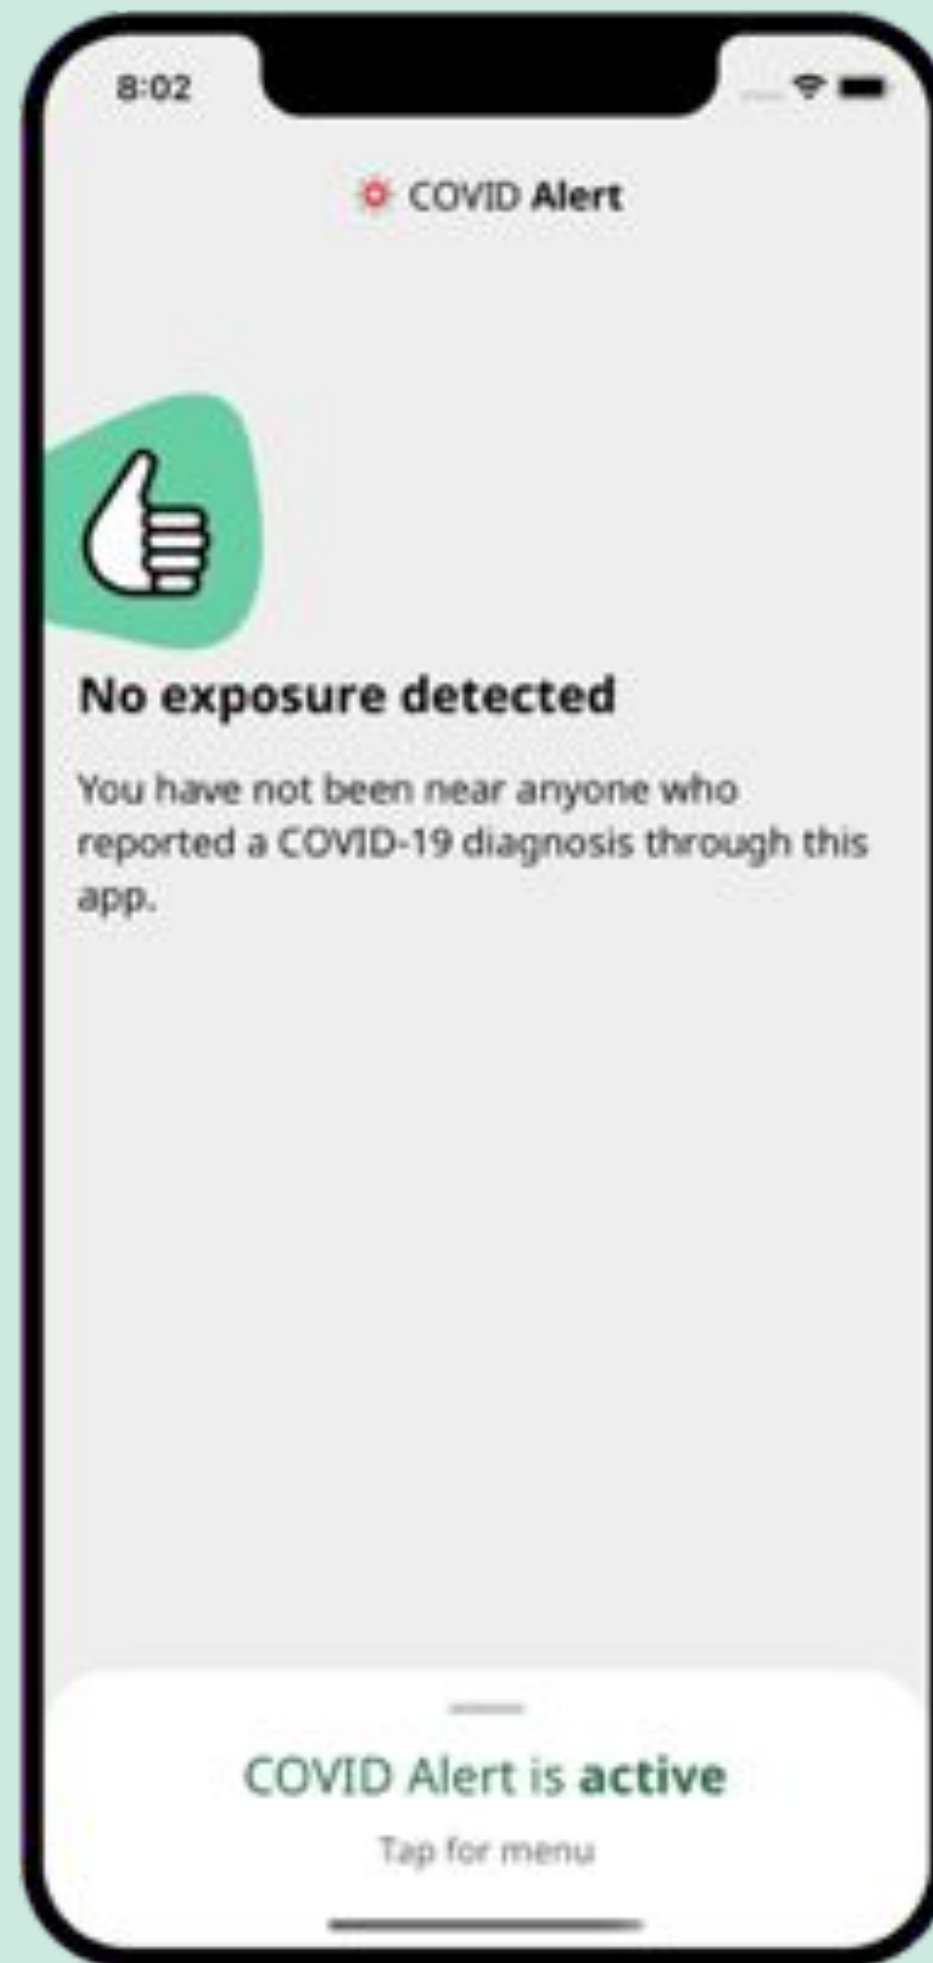 8:02
COVID Alert
No exposure detected
You have not been near anyone who
reported a COVID-19 diagnosis through this
app.
COVID Alert is active
Tap for menu